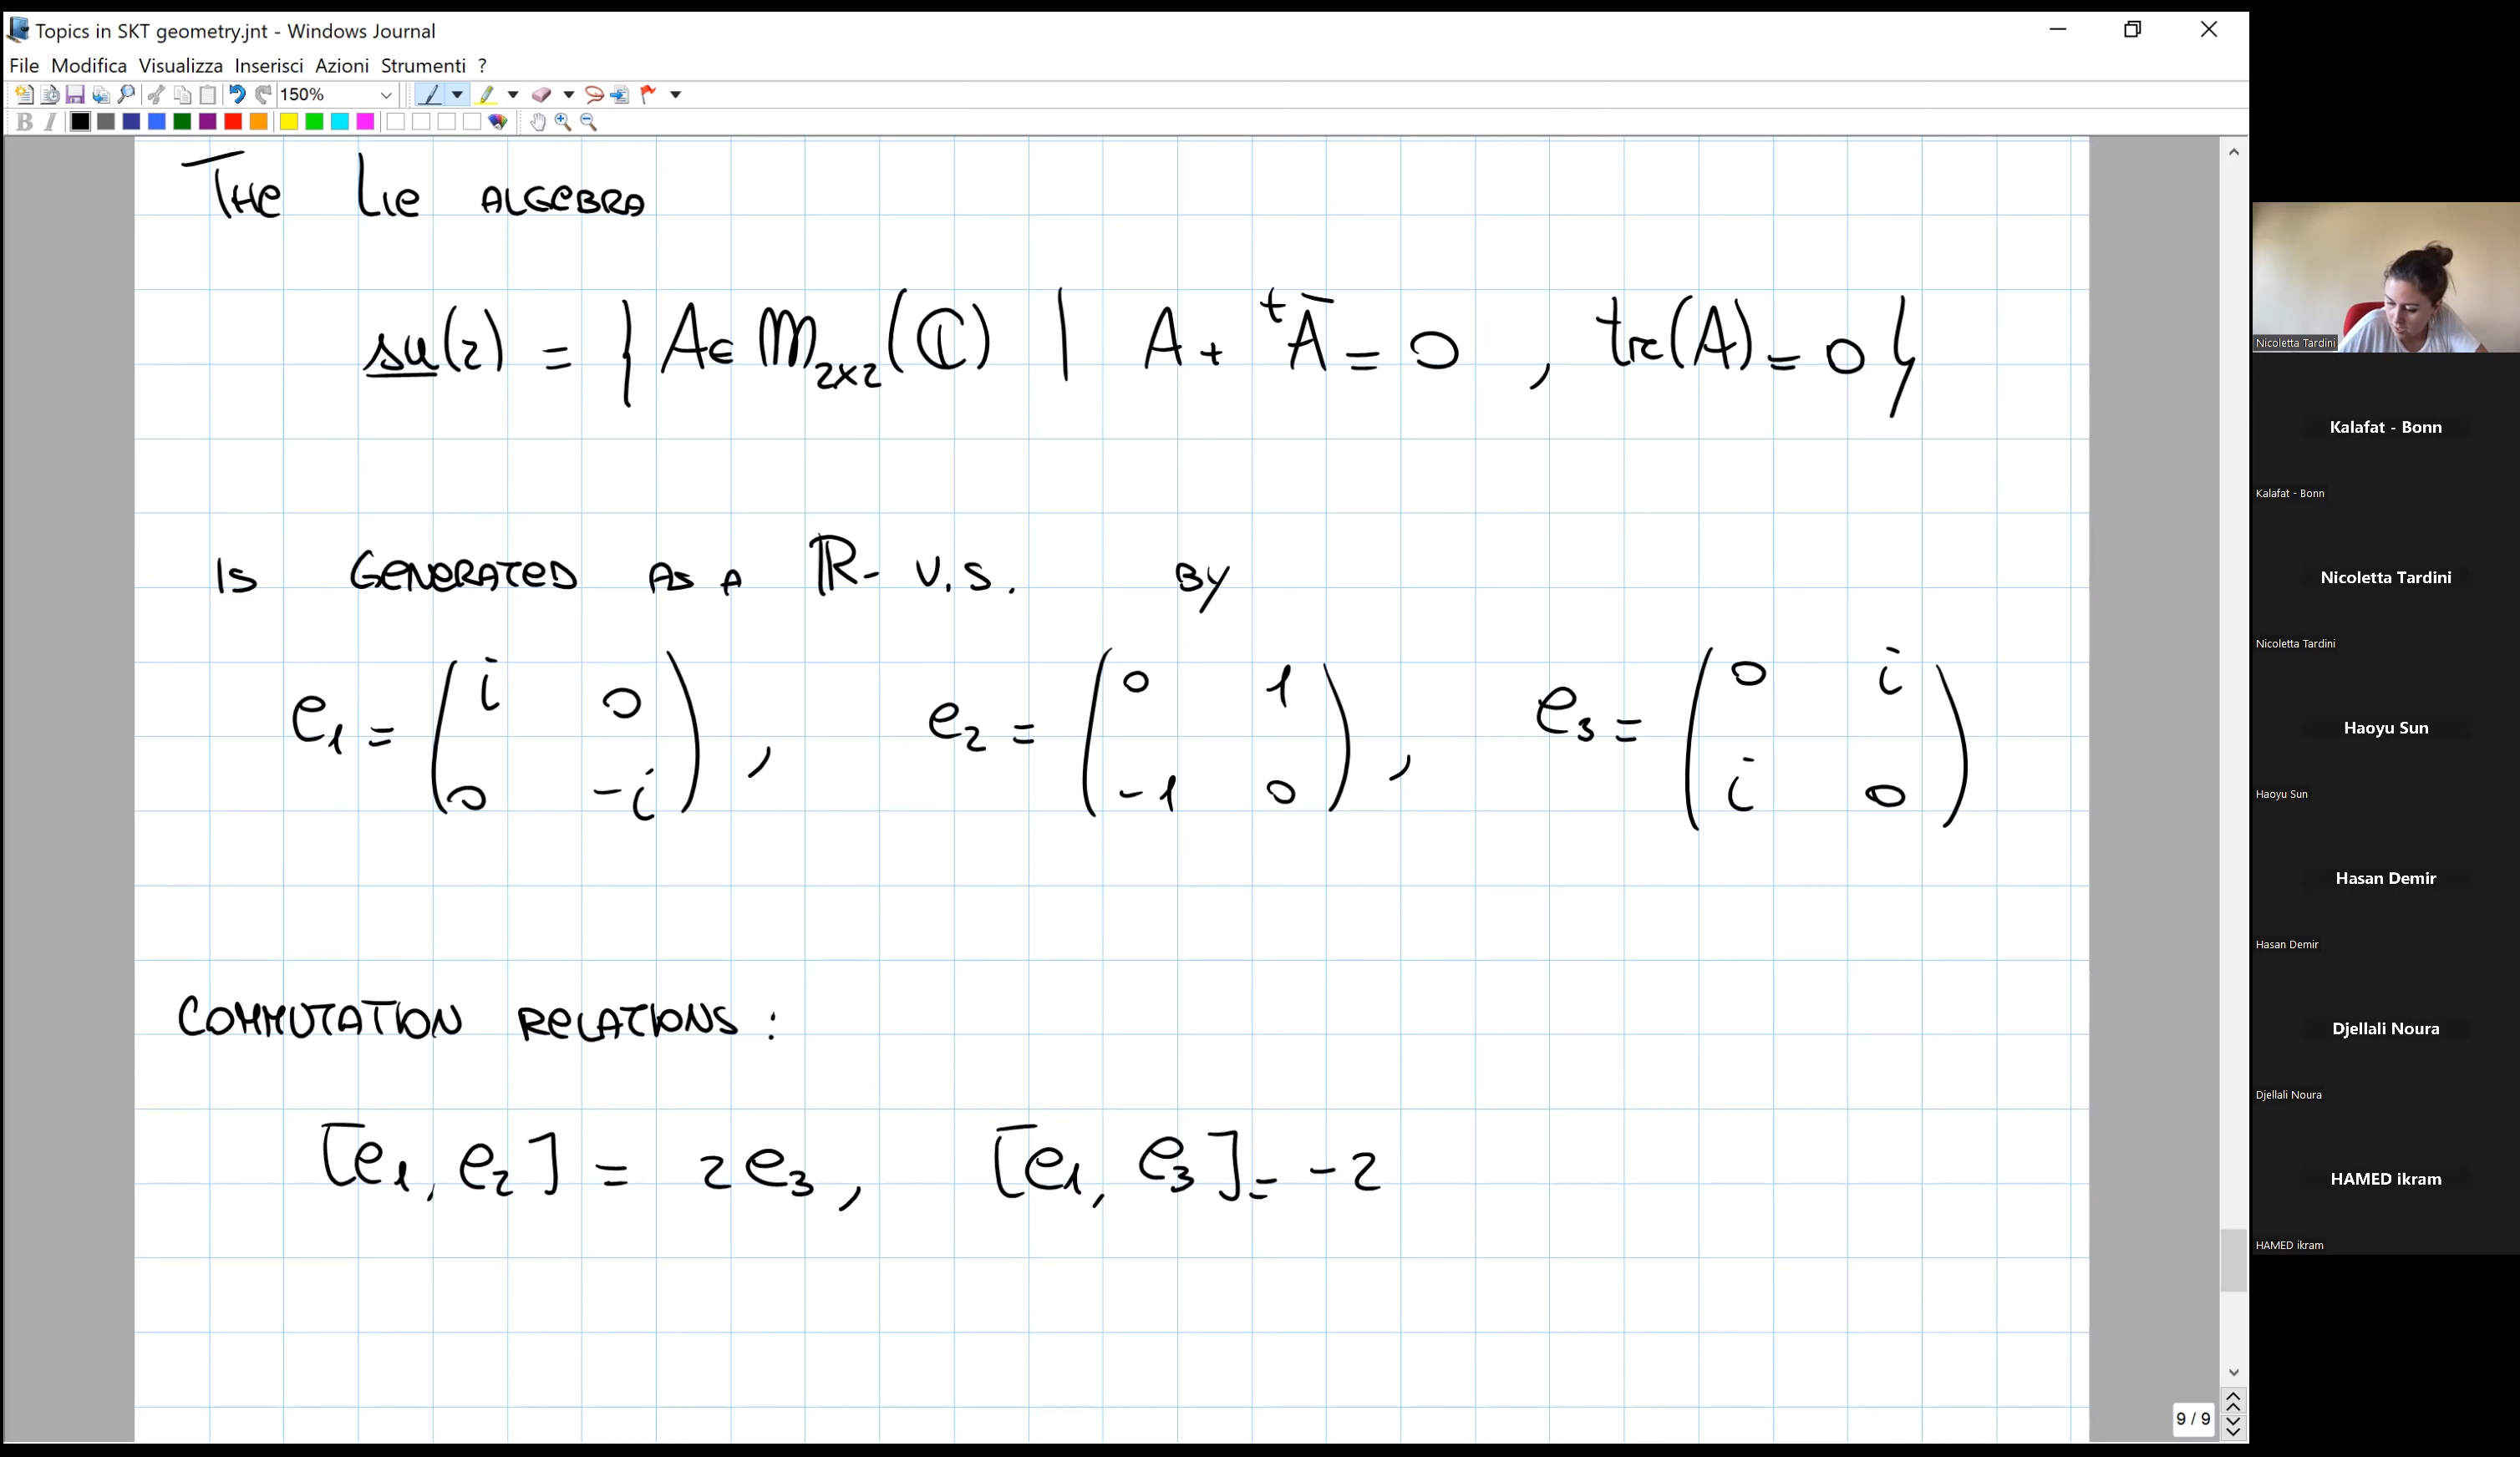 Topics in SKT geometry.jnt - Windows Journal
File Modifica Visualizza Inserisci Azioni Strumenti ?
150%
B I
THE LIE ALGEBRA
su(2) = { A ∈ M₂ₓ₂(ℂ) | A + ᵗĀ = 0 , tr(A) = 0 }
IS GENERATED AS A ℝ- V.S. BY
e₁ = ( i 0 ; 0 -i ) , e₂ = ( 0 1 ; -1 0 ) , e₃ = ( 0 i ; i 0 )
COMMUTATION RELATIONS :
[e₁, e₂] = 2e₃ , [e₁, e₃] = -2
9 / 9
Nicoletta Tardini
Kalafat - Bonn
Kalafat - Bonn
Nicoletta Tardini
Nicoletta Tardini
Haoyu Sun
Haoyu Sun
Hasan Demir
Hasan Demir
Djellali Noura
Djellali Noura
HAMED ikram
HAMED ikram